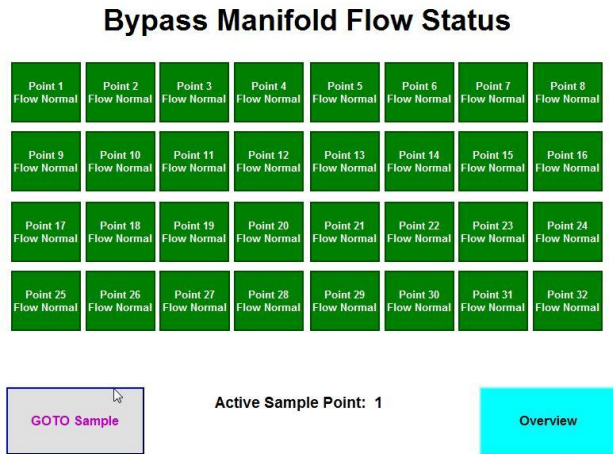 Bypass Manifold Flow Status
Point 1 Point 2 Point 3 Point 4 Point 5 Point 6 Point 7 Point 8
Flow Normal Flow Normal Flow Normal Flow Normal Flow Normal Flow Normal Flow Normal Flow Normal
Point 9 Point 10 Point 11 Point 12 Point 13 Point 14 Point 15 Point 16
Flow Normal Flow Normal Flow Normal Flow Normal Flow Normal Flow Normal Flow Normal Flow Normal
Point 17 Point 18 Point 19 Point 20 Point 21 Point 22 Point 23 Point 24
Flow Normal Flow Normal Flow Normal Flow Normal Flow Normal Flow Normal Flow Normal Flow Normal
Point 25 Point 26 Point 27 Point 28 Point 29 Point 30 Point 31 Point 32
Flow Normal Flow Normal Flow Normal Flow Normal Flow Normal Flow Normal Flow Normal Flow Normal
Active Sample Point: 1
GOTO Sample
Overview